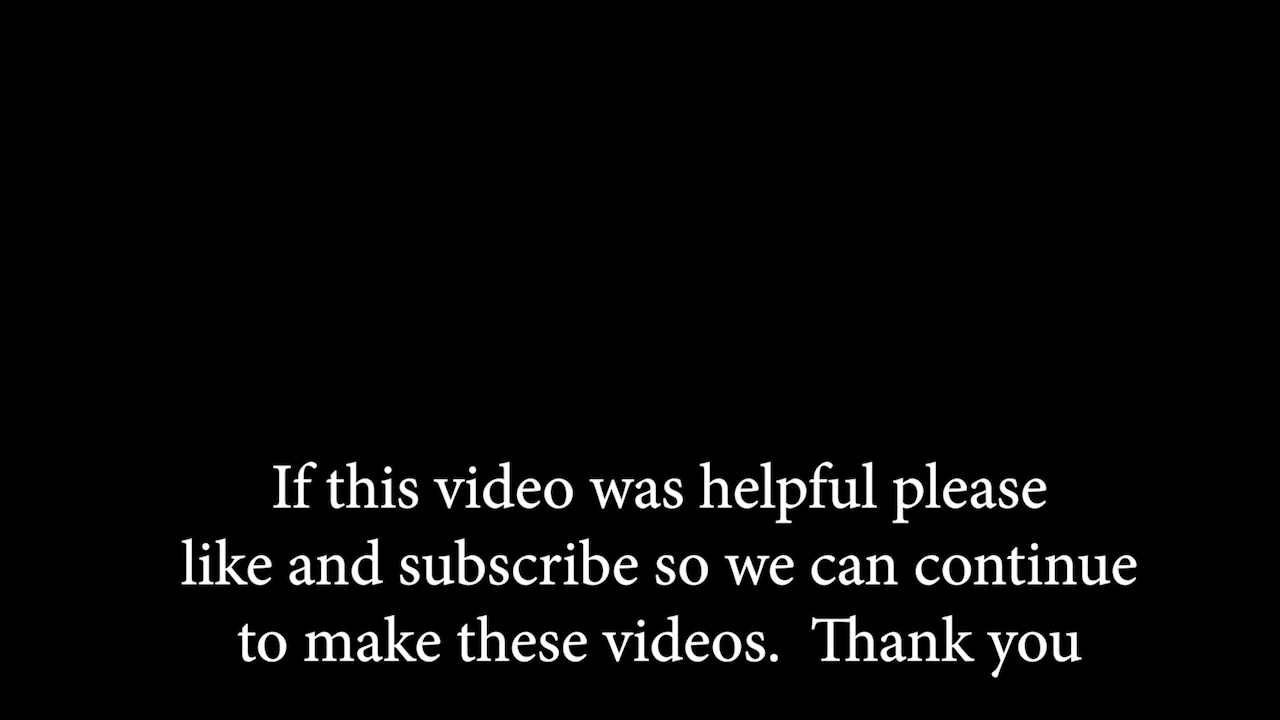 If this video was helpful please
like and subscribe so we can continue
to make these videos.  Thank you